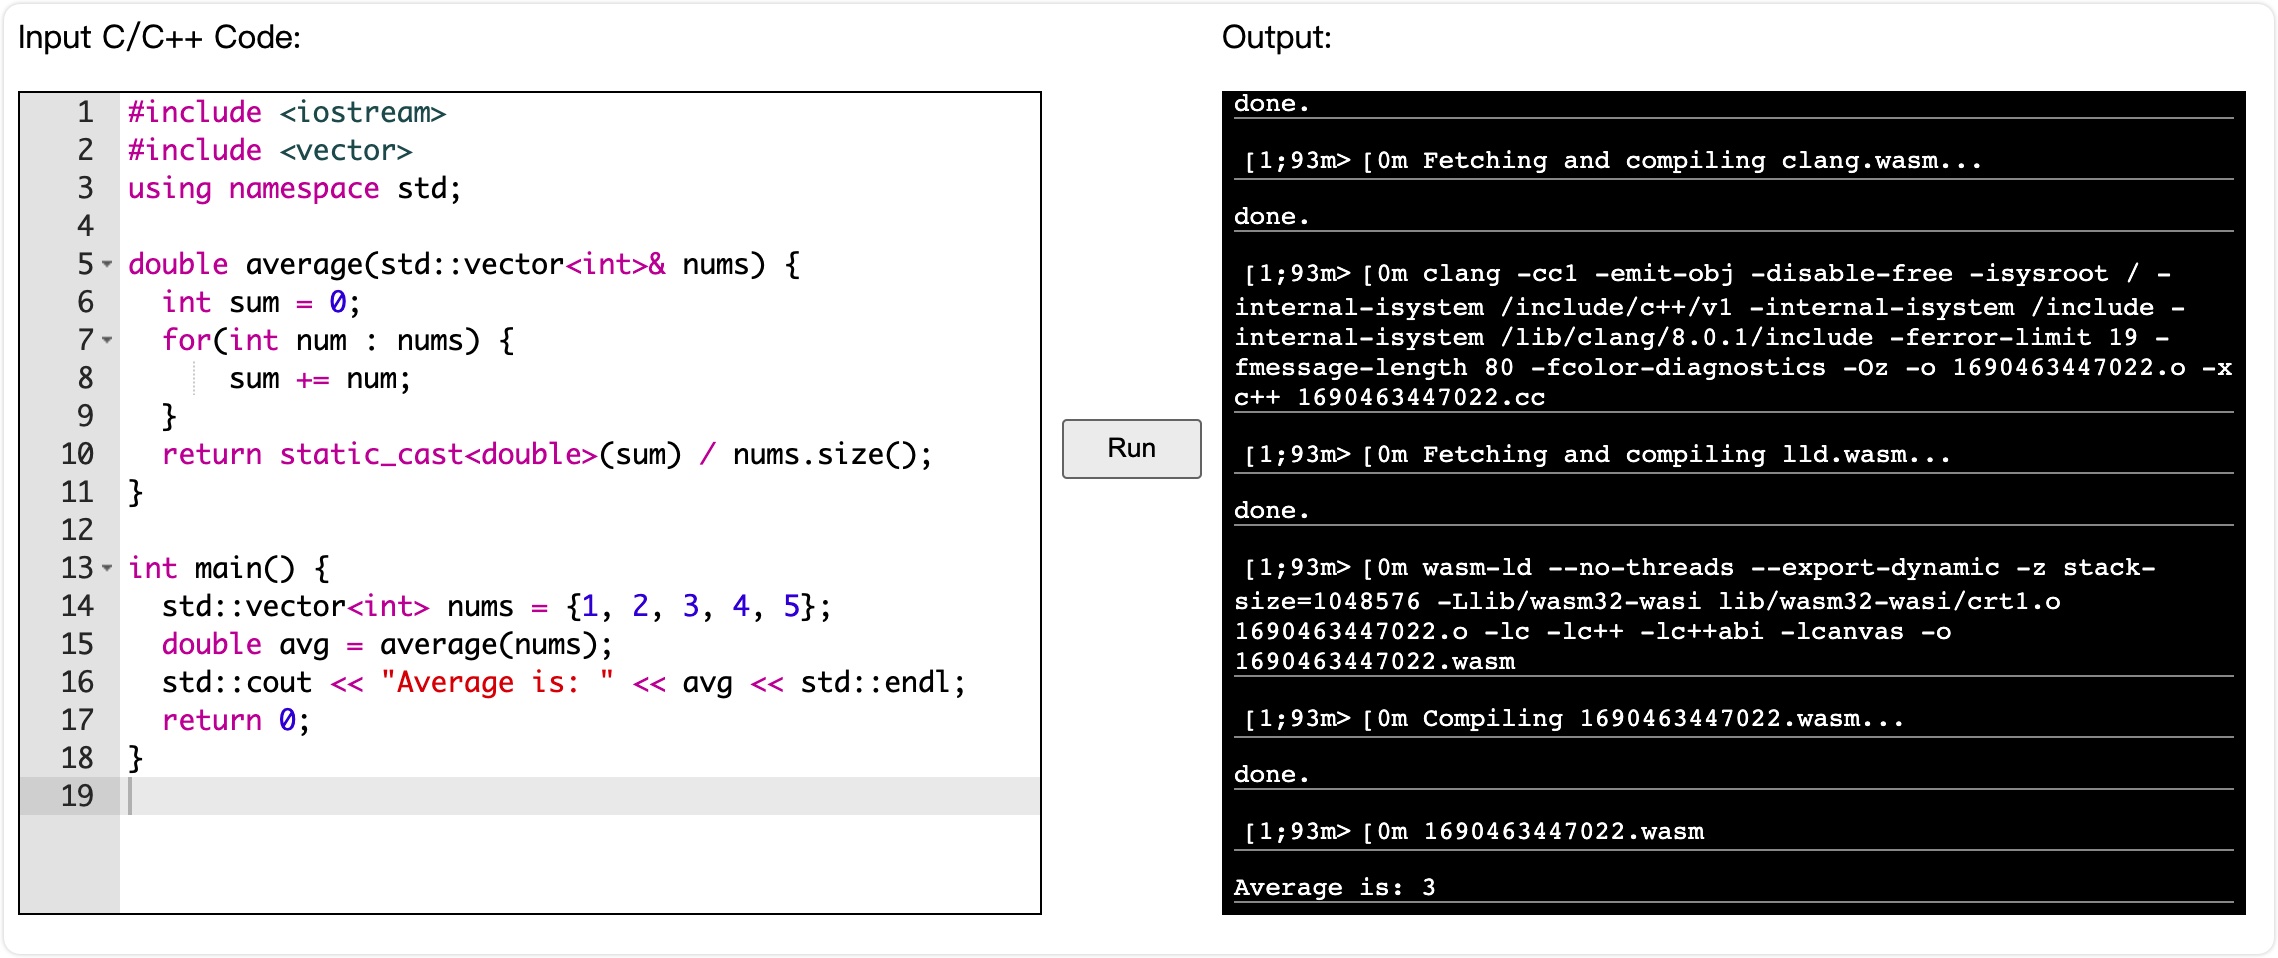 Input C/C++ Code:
1 #include <iostream>
2 #include <vector>
3 using namespace std;
4
5 double average(std::vector<int>& nums) {
6   int sum = 0;
7   for(int num : nums) {
8       sum += num;
9   }
10   return static_cast<double>(sum) / nums.size();
11 }
12
13 int main() {
14   std::vector<int> nums = {1, 2, 3, 4, 5};
15   double avg = average(nums);
16   std::cout << "Average is: " << avg << std::endl;
17   return 0;
18 }
19
Run
Output:
done.
[1;93m> [0m Fetching and compiling clang.wasm...
done.
[1;93m> [0m clang -cc1 -emit-obj -disable-free -isysroot / -
internal-isystem /include/c++/v1 -internal-isystem /include -
internal-isystem /lib/clang/8.0.1/include -ferror-limit 19 -
fmessage-length 80 -fcolor-diagnostics -Oz -o 1690463447022.o -x
c++ 1690463447022.cc
[1;93m> [0m Fetching and compiling lld.wasm...
done.
[1;93m> [0m wasm-ld --no-threads --export-dynamic -z stack-
size=1048576 -Llib/wasm32-wasi lib/wasm32-wasi/crt1.o
1690463447022.o -lc -lc++ -lc++abi -lcanvas -o
1690463447022.wasm
[1;93m> [0m Compiling 1690463447022.wasm...
done.
[1;93m> [0m 1690463447022.wasm
Average is: 3